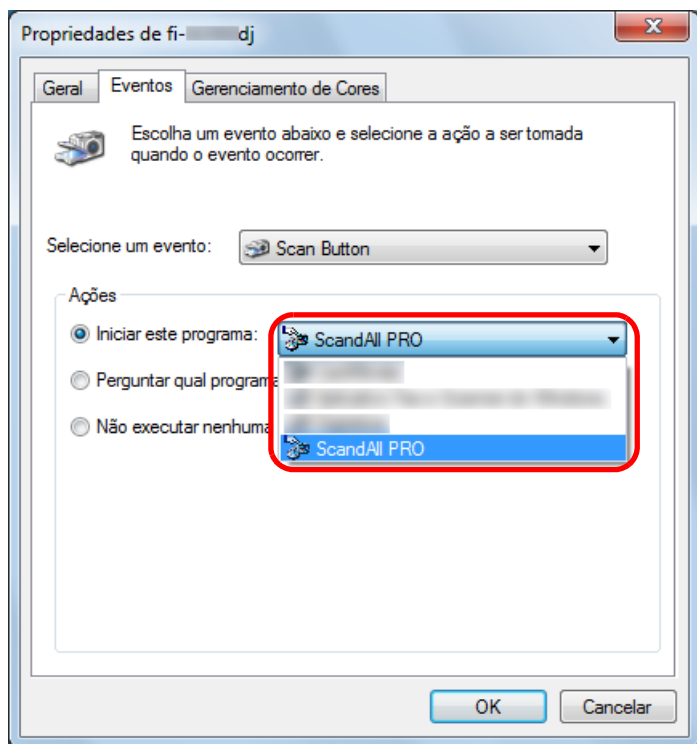 Propriedades de fi- dj
Geral
Eventos
Gerenciamento de Cores
Escolha um evento abaixo e selecione a ação a ser tomada
quando o evento ocorrer.
Selecione um evento:
Scan Button
Ações
Iniciar este programa:
ScandAll PRO
Perguntar qual programa
Não executar nenhuma
ScandAll PRO
OK
Cancelar